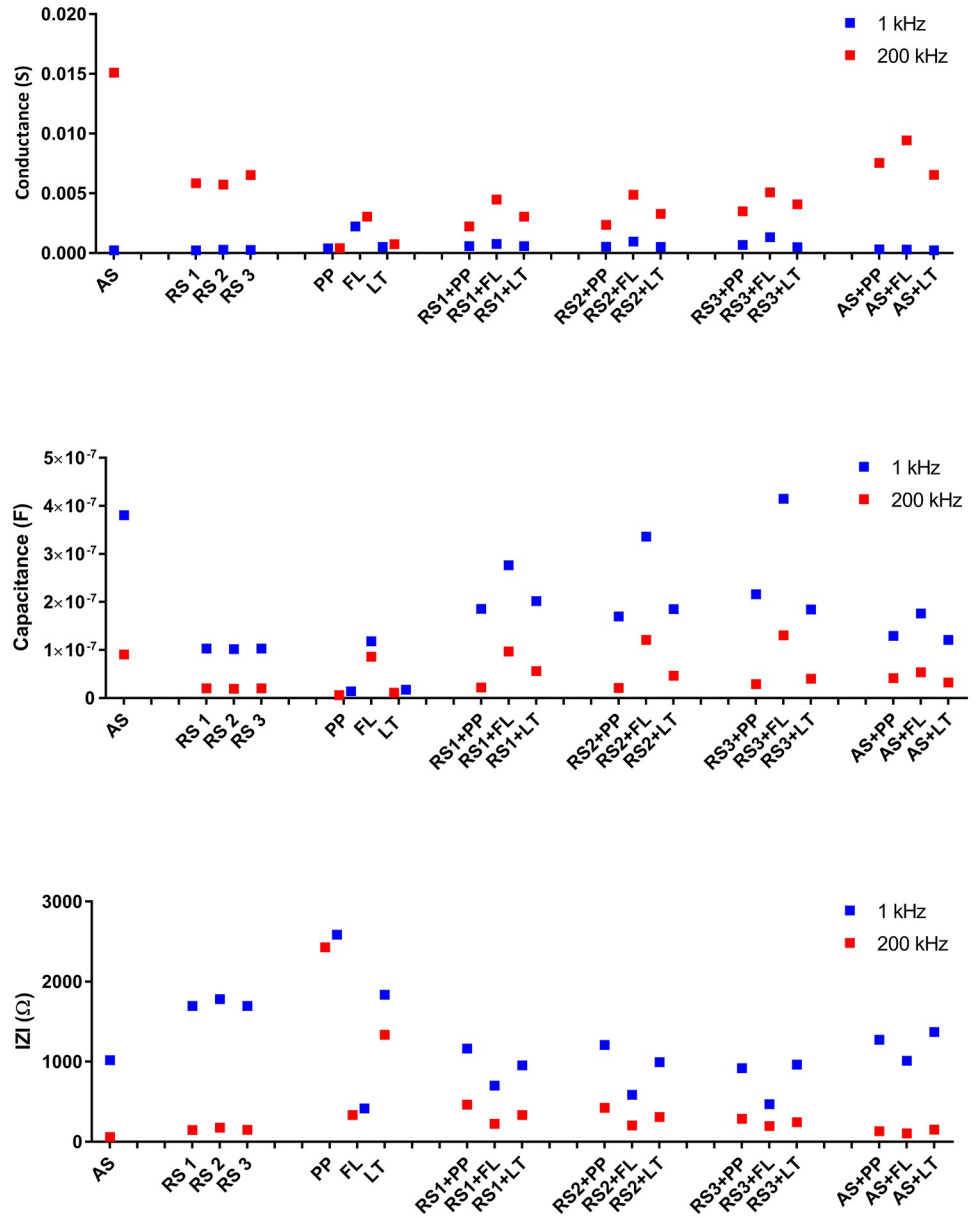 0.020
0.015
0.010
0.005
0.000
Conductance (S)
1 kHz
200 kHz
AS
RS 1
RS 2
RS 3
PP
FL
LT
RS1+PP
RS1+FL
RS1+LT
RS2+PP
RS2+FL
RS2+LT
RS3+PP
RS3+FL
RS3+LT
AS+PP
AS+FL
AS+LT
5×10-7
4×10-7
3×10-7
2×10-7
1×10-7
0
Capacitance (F)
1 kHz
200 kHz
AS
RS 1
RS 2
RS 3
PP
FL
LT
RS1+PP
RS1+FL
RS1+LT
RS2+PP
RS2+FL
RS2+LT
RS3+PP
RS3+FL
RS3+LT
AS+PP
AS+FL
AS+LT
3000
2000
1000
0
IZI (Ω)
1 kHz
200 kHz
AS
RS 1
RS 2
RS 3
PP
FL
LT
RS1+PP
RS1+FL
RS1+LT
RS2+PP
RS2+FL
RS2+LT
RS3+PP
RS3+FL
RS3+LT
AS+PP
AS+FL
AS+LT